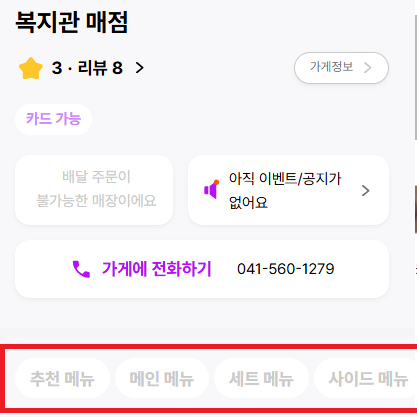 복지관 매점
3 · 리뷰 8
가게정보
카드 가능
배달 주문이
불가능한 매장이에요
아직 이벤트/공지가
없어요
가게에 전화하기 041-560-1279
추천 메뉴 메인 메뉴 세트 메뉴 사이드 메뉴